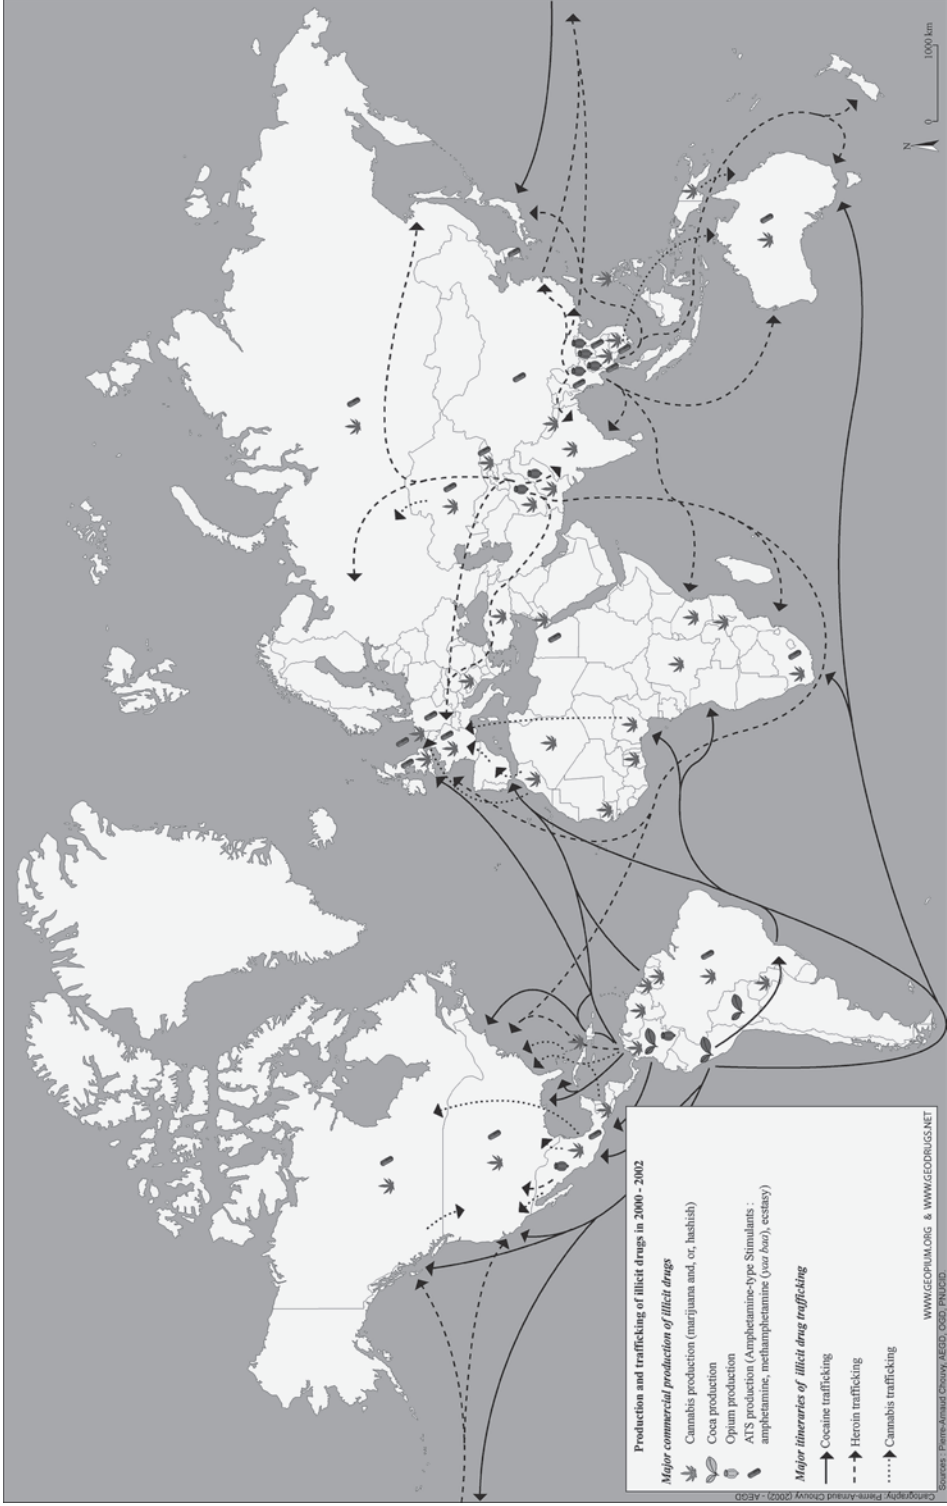 Production and trafficking of illicit drugs in 2000 - 2002
Major commercial production of illicit drugs
Cannabis production (marijuana and, or, hashish)
Coca production
Opium production
ATS production (Amphetamine-type Stimulants :
amphetamine, methamphetamine (yaa baa), ecstasy)
Major itineraries of illicit drug trafficking
Cocaine trafficking
Heroin trafficking
Cannabis trafficking
WWW.GEOPIUM.ORG & WWW.GEODRUGS.NET
Cartography: Pierre-Arnaud Chouvy (2002) - AEGD
Sources : Pierre-Arnaud Chouvy, AEGD, OGD, PNUCID.
N
0 1000 km